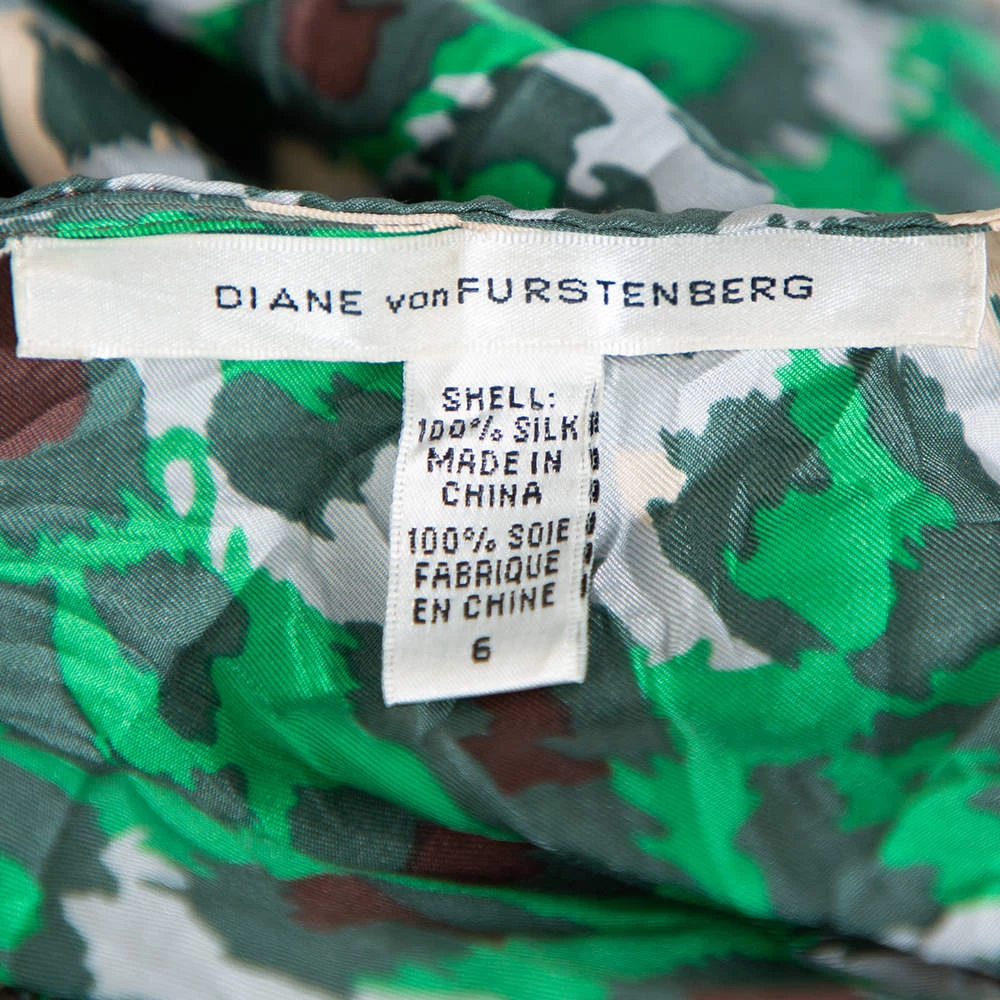 DIANE von FURSTENBERG
SHELL:
100% SILK
MADE IN
CHINA
100% SOIE
FABRIQUE
EN CHINE
6